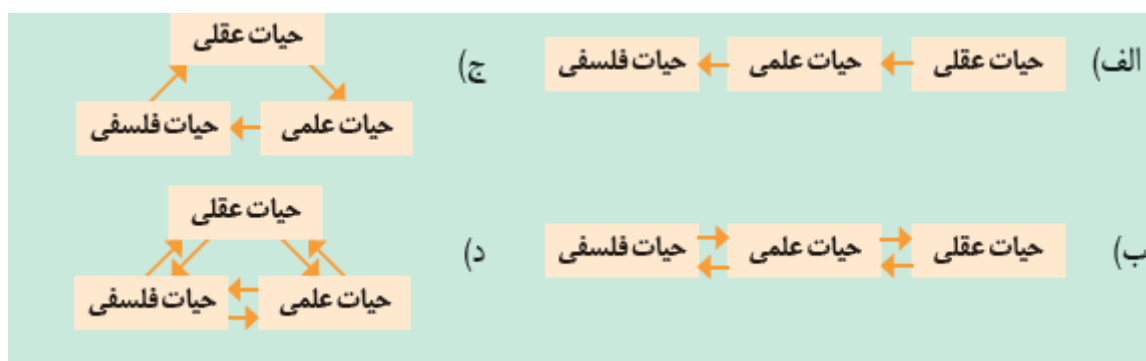 الف) حیات عقلی حیات علمی حیات فلسفی
ج) حیات عقلی
حیات علمی حیات فلسفی
ب) حیات عقلی حیات علمی حیات فلسفی
د) حیات عقلی
حیات علمی حیات فلسفی